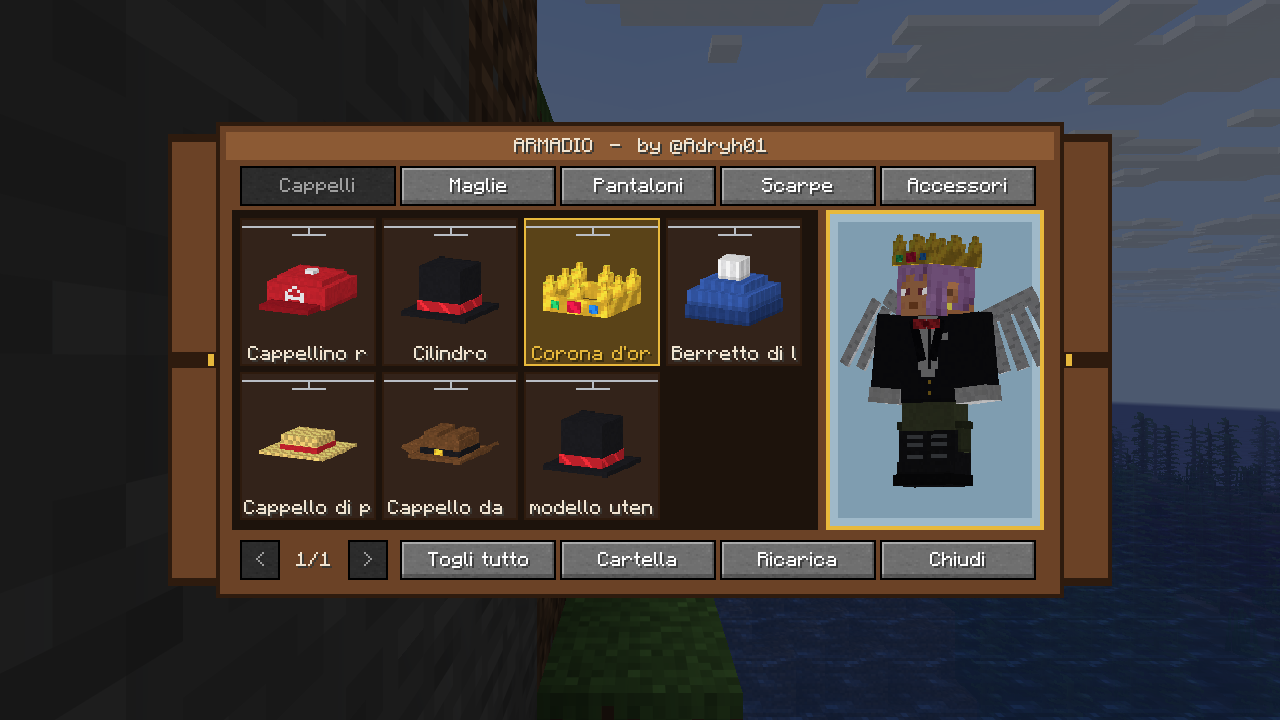 ARMADIO - by @Adryh01
Cappelli Maglie Pantaloni Scarpe Accessori
Cappellino r Cilindro Corona d'or Berretto di l
Cappello di p Cappello da modello uten
< 1/1 > Togli tutto Cartella Ricarica Chiudi